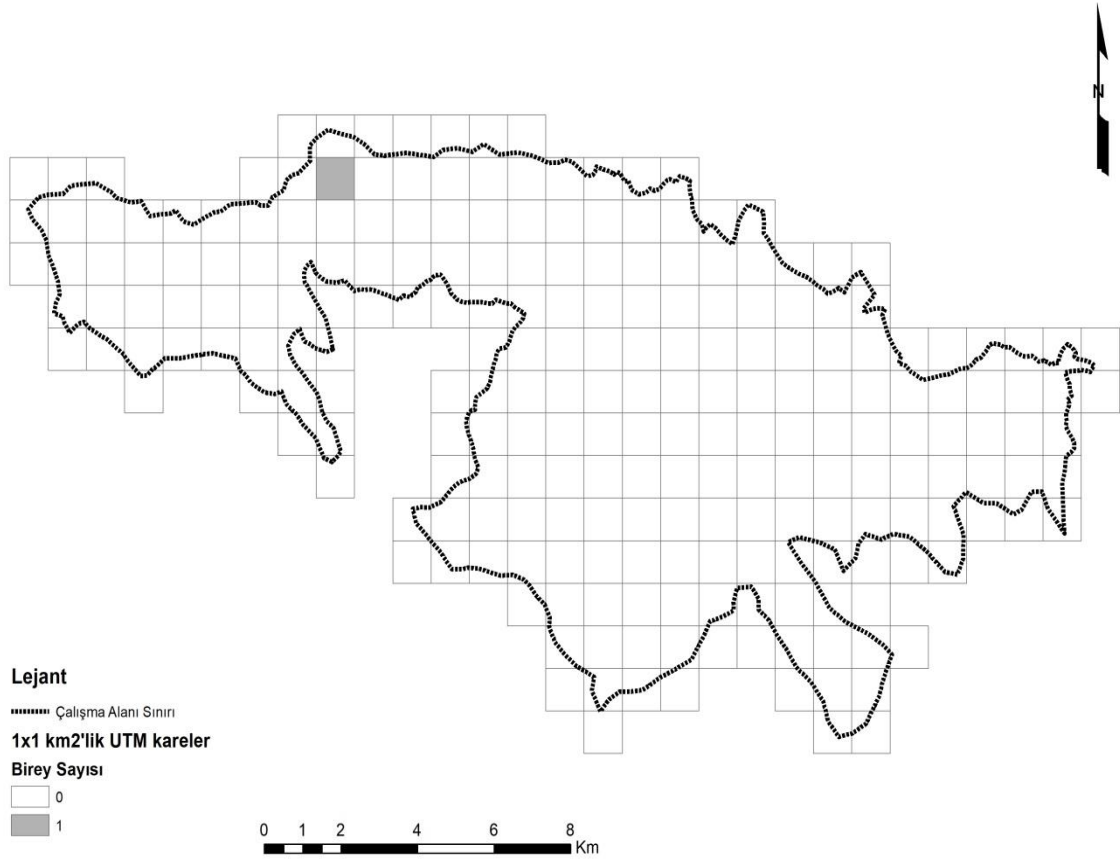 N
Lejant
Çalışma Alanı Sınırı
1x1 km2'lik UTM kareler
Birey Sayısı
0
1
0 1 2 4 6 8
Km